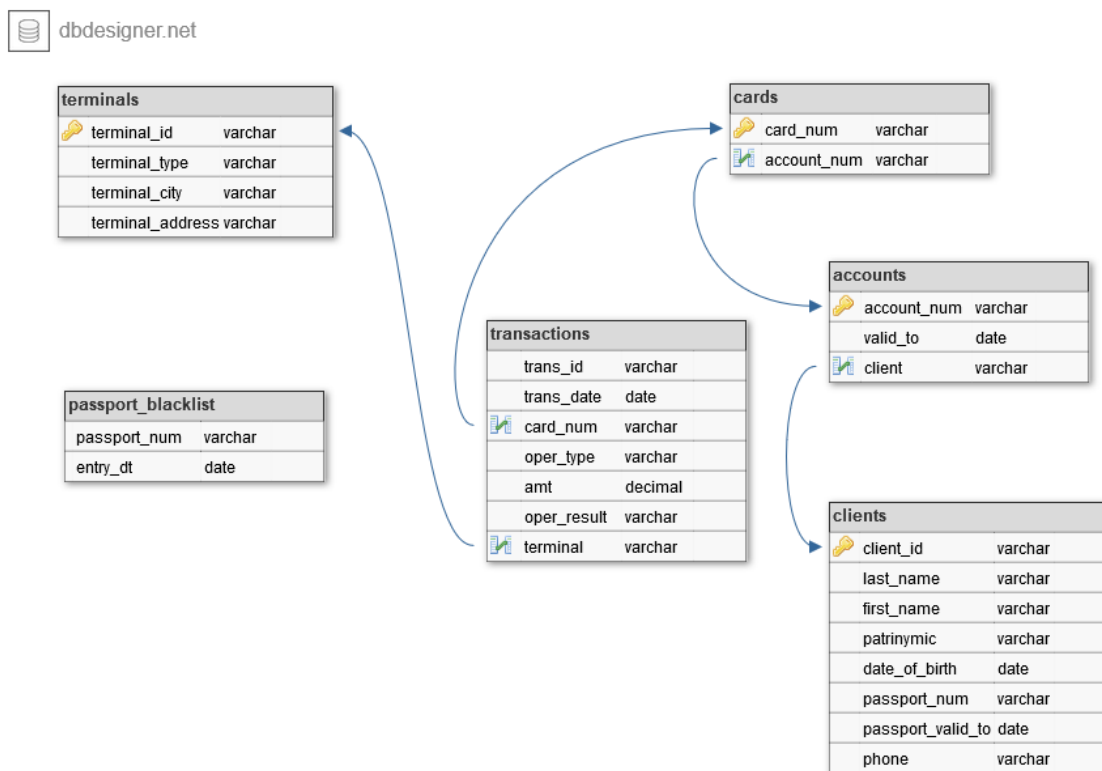 dbdesigner.net
terminals
terminal_id varchar
terminal_type varchar
terminal_city varchar
terminal_address varchar
cards
card_num varchar
account_num varchar
accounts
account_num varchar
valid_to date
client varchar
transactions
trans_id varchar
trans_date date
card_num varchar
oper_type varchar
amt decimal
oper_result varchar
terminal varchar
passport_blacklist
passport_num varchar
entry_dt date
clients
client_id varchar
last_name varchar
first_name varchar
patrinymic varchar
date_of_birth date
passport_num varchar
passport_valid_to date
phone varchar